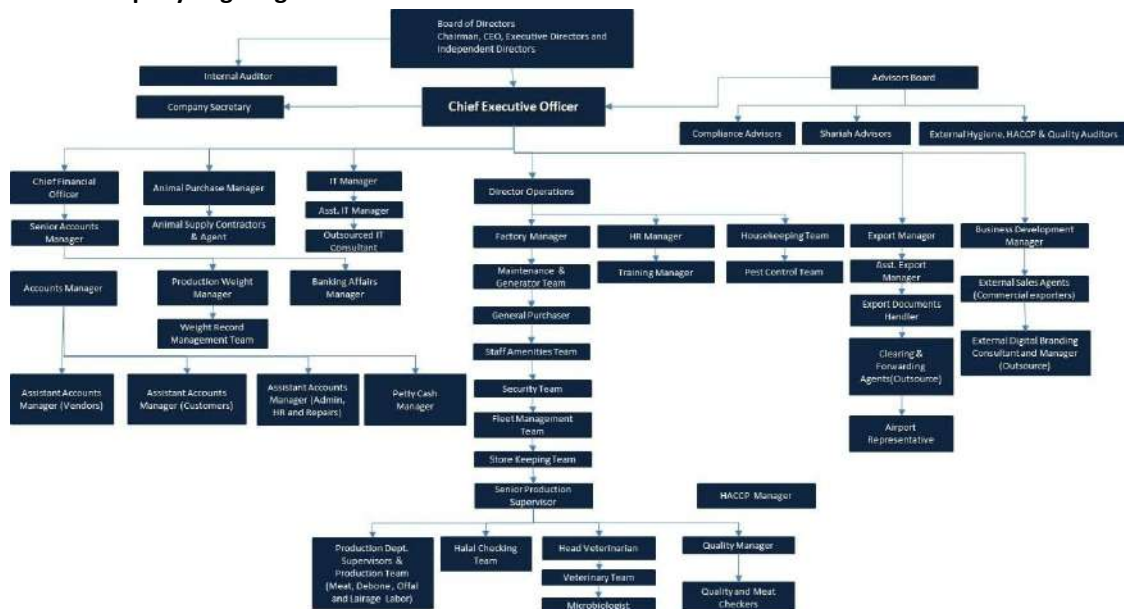 Board of Directors
Chairman, CEO, Executive Directors and
Independent Directors
Internal Auditor
Advisors Board
Company Secretary
Chief Executive Officer
Compliance Advisors
Shariah Advisors
External Hygiene, HACCP & Quality Auditors
Chief Financial
Officer
Animal Purchase Manager
IT Manager
Director Operations
Asst. IT Manager
Senior Accounts
Manager
Animal Supply Contractors
& Agent
Outsourced IT
Consultant
Factory Manager
HR Manager
Housekeeping Team
Export Manager
Business Development
Manager
Accounts Manager
Production Weight
Manager
Banking Affairs
Manager
Maintenance &
Generator Team
Training Manager
Pest Control Team
Asst. Export
Manager
External Sales Agents
(Commercial exporters)
General Purchaser
Export Documents
Handler
Weight Record
Management Team
Staff Amenities Team
External Digital Branding
Consultant and Manager
(Outsource)
Clearing &
Forwarding
Agents(Outsource)
Assistant Accounts
Manager (Vendors)
Assistant Accounts
Manager (Customers)
Assistant Accounts
Manager (Admin,
HR and Repairs)
Petty Cash
Manager
Security Team
Fleet Management
Team
Airport
Representative
Store Keeping Team
Senior Production
Supervisor
HACCP Manager
Production Dept.
Supervisors &
Production Team
(Meat, Debone, Offal
and Lairage Labor)
Halal Checking
Team
Head Veterinarian
Quality Manager
Veterinary Team
Quality and Meat
Checkers
Microbiologist